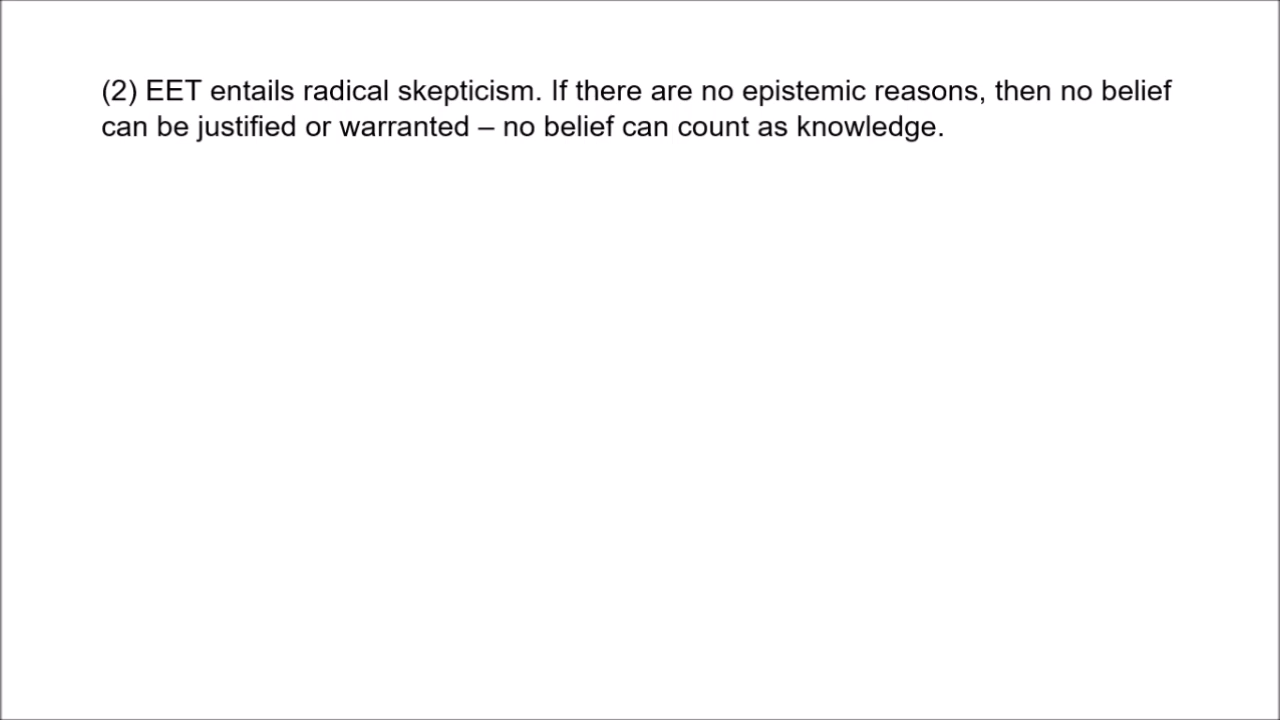 (2) EET entails radical skepticism. If there are no epistemic reasons, then no belief
can be justified or warranted – no belief can count as knowledge.